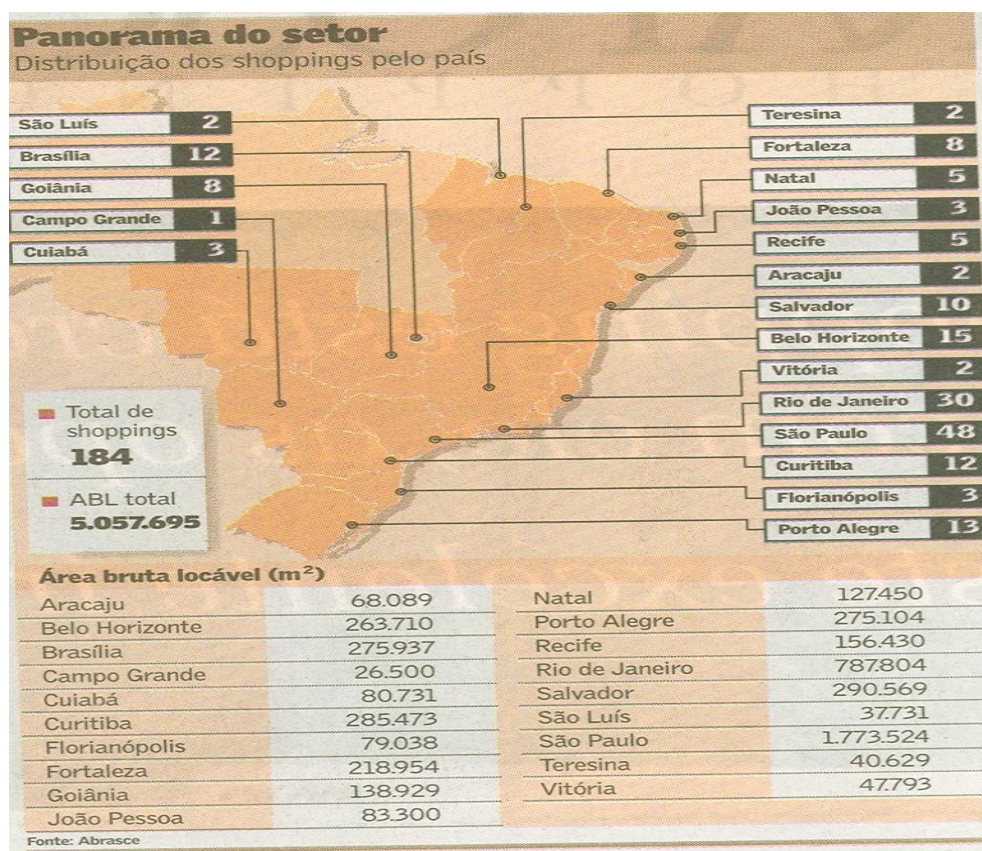 Panorama do setor
Distribuição dos shoppings pelo país
São Luís 2
Brasília 12
Goiânia 8
Campo Grande 1
Cuiabá 3
Teresina 2
Fortaleza 8
Natal 5
João Pessoa 3
Recife 5
Aracaju 2
Salvador 10
Belo Horizonte 15
Vitória 2
Rio de Janeiro 30
São Paulo 48
Curitiba 12
Florianópolis 3
Porto Alegre 13
Total de
shoppings
184
ABL total
5.057.695
Área bruta locável (m²)
Aracaju 68.089
Belo Horizonte 263.710
Brasília 275.937
Campo Grande 26.500
Cuiabá 80.731
Curitiba 285.473
Florianópolis 79.038
Fortaleza 218.954
Goiânia 138.929
João Pessoa 83.300
Natal 127.450
Porto Alegre 275.104
Recife 156.430
Rio de Janeiro 787.804
Salvador 290.569
São Luís 37.731
São Paulo 1.773.524
Teresina 40.629
Vitória 47.793
Fonte: Abrasce